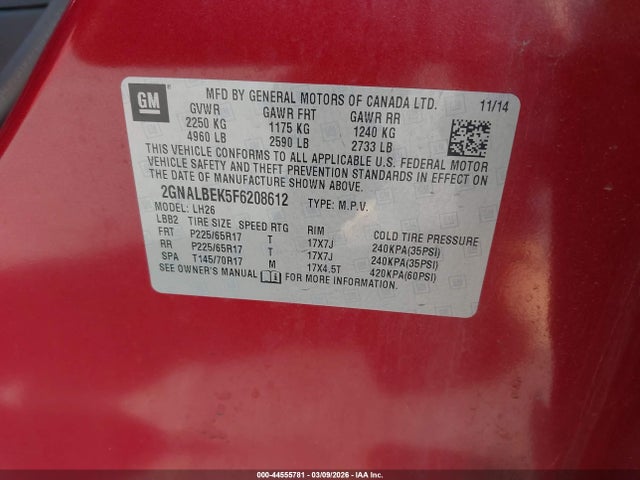 GM
MFD BY GENERAL MOTORS OF CANADA LTD. 11/14
GVWR GAWR FRT GAWR RR
2250 KG 1175 KG 1240 KG
4960 LB 2590 LB 2733 LB
THIS VEHICLE CONFORMS TO ALL APPLICABLE U.S. FEDERAL MOTOR
VEHICLE SAFETY AND THEFT PREVENTION STANDARDS IN EFFECT ON
THE DATE OF MANUFACTURE SHOWN ABOVE.
2GNALBEK5F6208612 TYPE: M.P.V.
MODEL: LH26
LBB2 TIRE SIZE SPEED RTG RIM COLD TIRE PRESSURE
FRT P225/65R17 T 17X7J 240KPA(35PSI)
RR P225/65R17 T 17X7J 240KPA(35PSI)
SPA T145/70R17 M 17X4.5T 420KPA(60PSI)
SEE OWNER'S MANUAL FOR MORE INFORMATION.
000-44555781 | 03/09/2026 | IAA Inc.